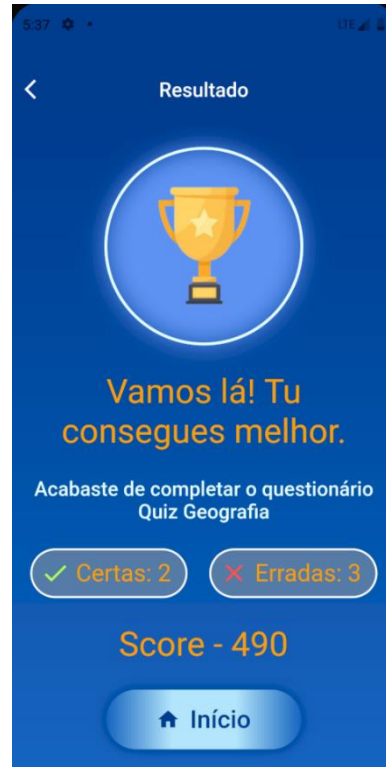 5:37
LTE
Resultado
Vamos lá! Tu
consegues melhor.
Acabaste de completar o questionário
Quiz Geografia
Certas: 2
Erradas: 3
Score - 490
Início